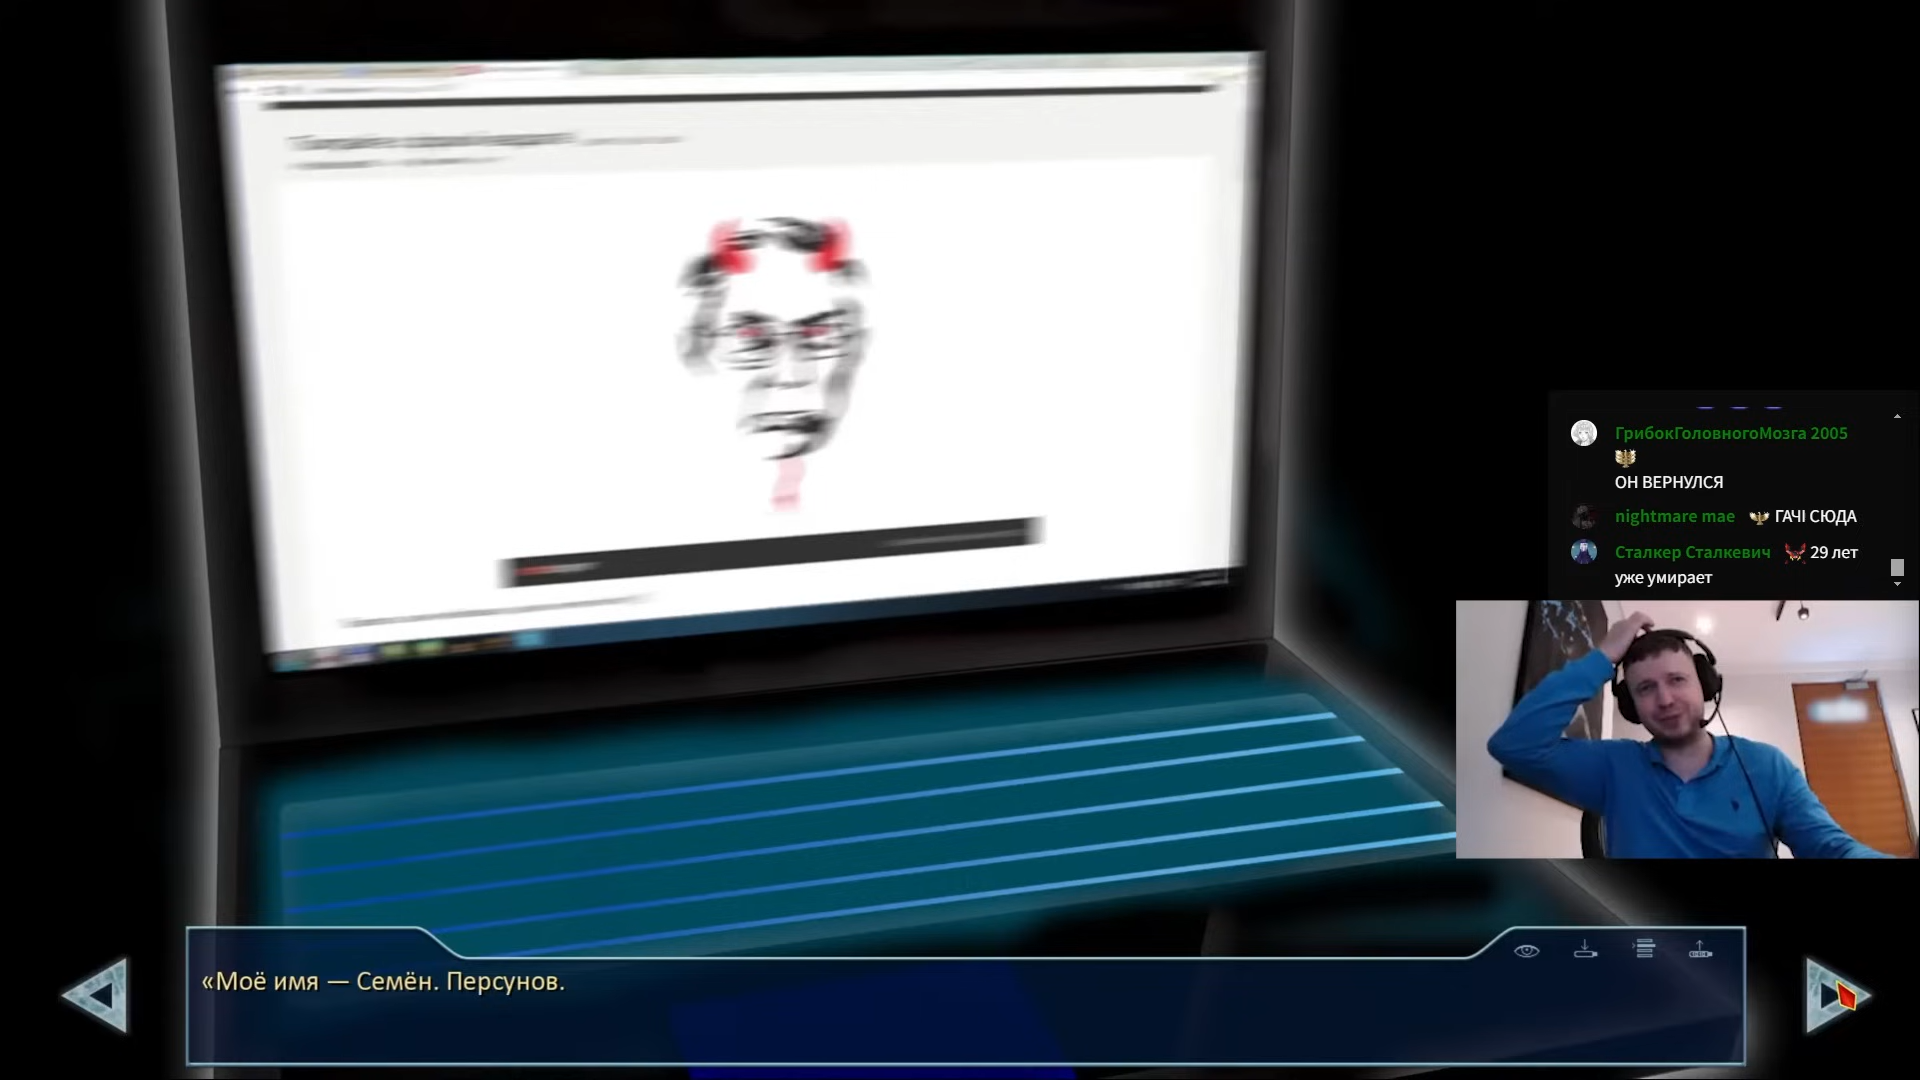 ГрибокГоловногоМозга 2005
ОН ВЕРНУЛСЯ
nightmare mae ГАЧІ СЮДА
Сталкер Сталкевич 29 лет
уже умирает
«Моё имя — Семён. Персунов.